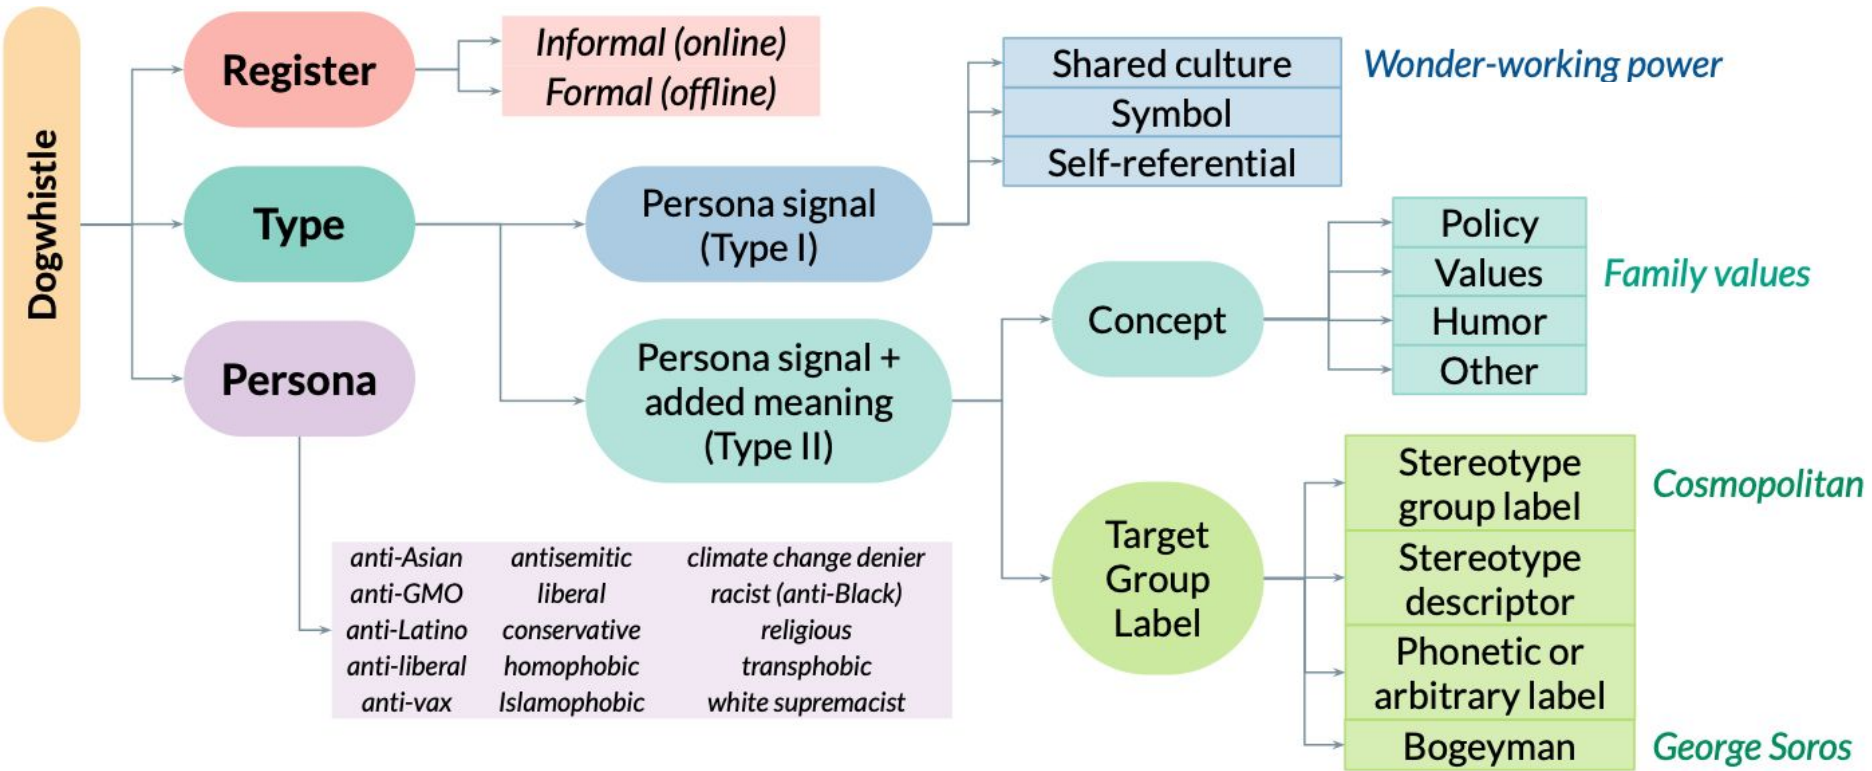 Dogwhistle
Register
Informal (online)
Formal (offline)
Type
Persona signal
(Type I)
Shared culture
Wonder-working power
Symbol
Self-referential
Persona signal +
added meaning
(Type II)
Concept
Policy
Values
Family values
Humor
Other
Target
Group
Label
Stereotype
group label
Cosmopolitan
Stereotype
descriptor
Phonetic or
arbitrary label
Bogeyman
George Soros
Persona
anti-Asian antisemitic climate change denier
anti-GMO liberal racist (anti-Black)
anti-Latino conservative religious
anti-liberal homophobic transphobic
anti-vax Islamophobic white supremacist